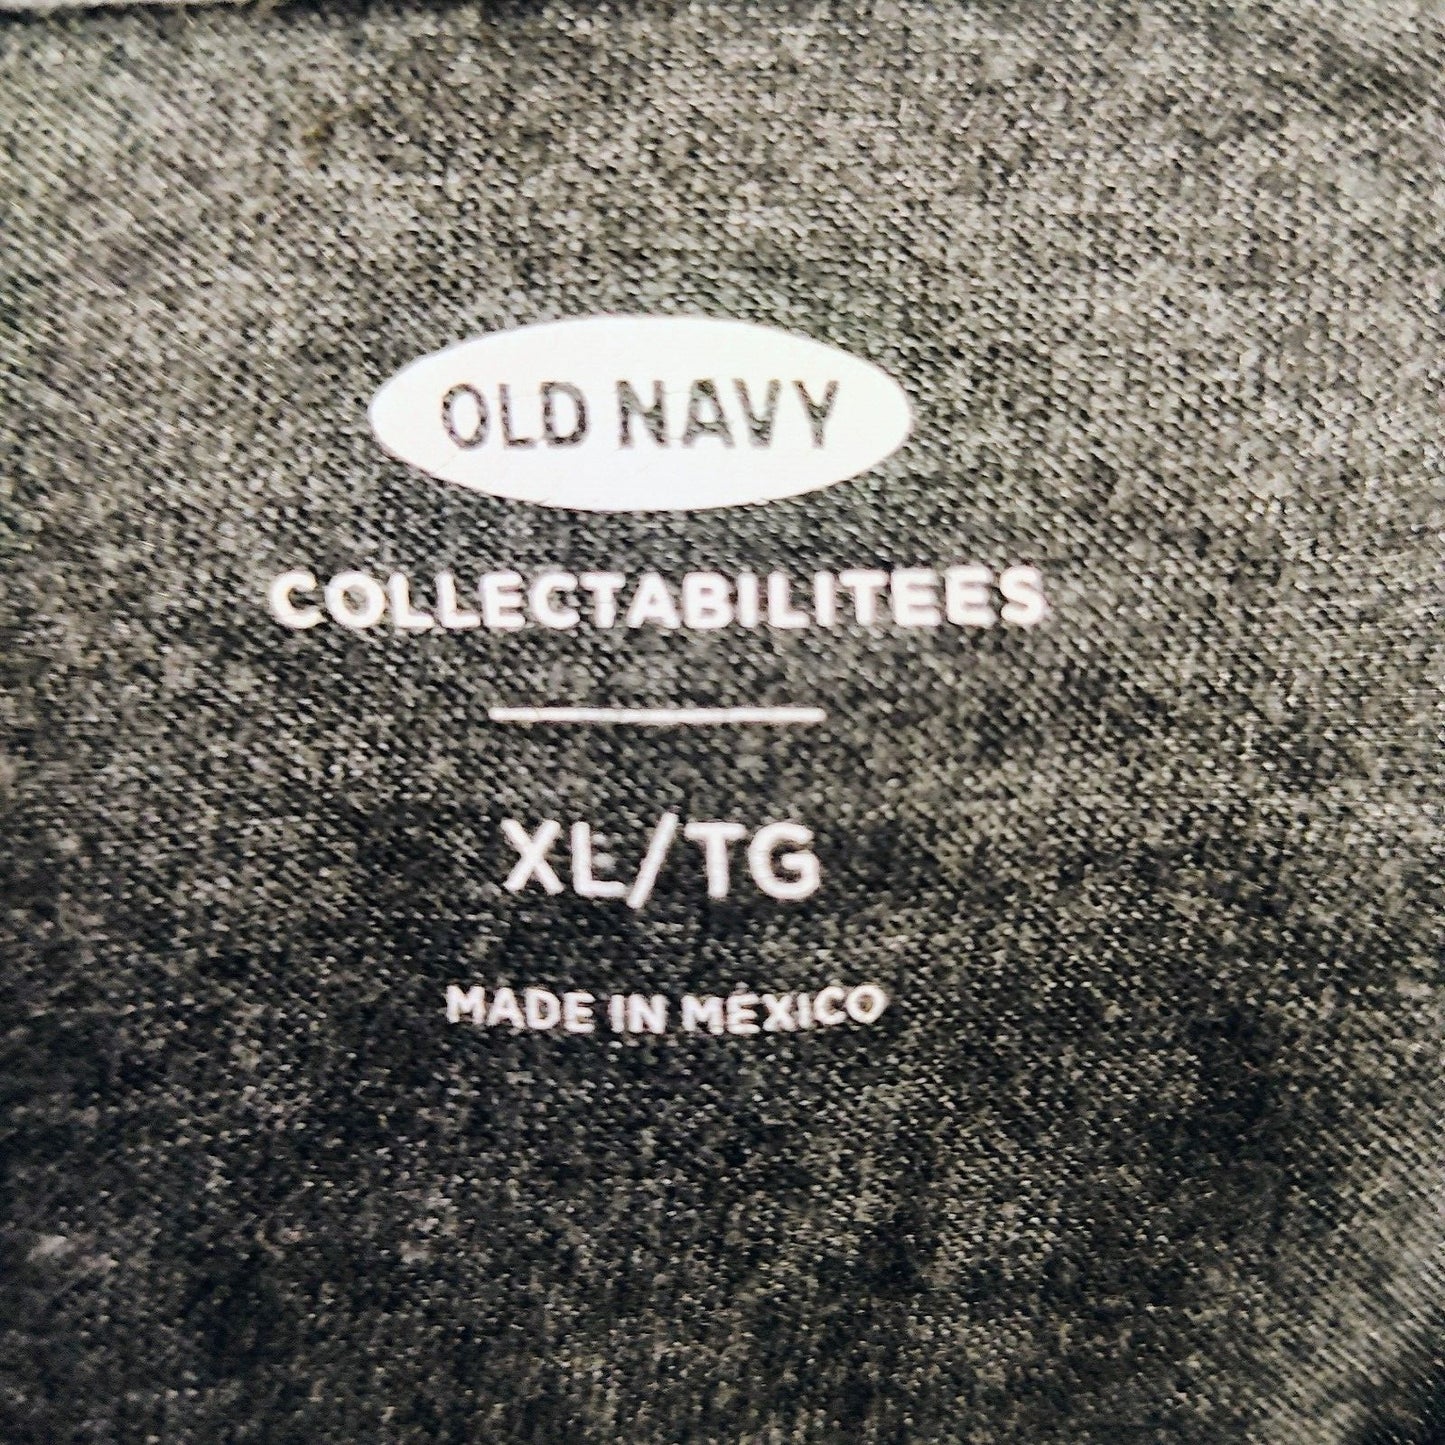 OLD NAVY
COLLECTABILITEES
XL/TG
MADE IN MÉXICO